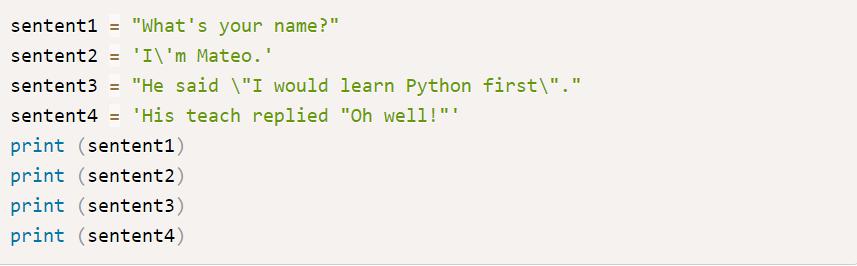 sentent1 = "What's your name?"
sentent2 = 'I\'m Mateo.'
sentent3 = "He said \"I would learn Python first\"."
sentent4 = 'His teach replied "Oh well!"'
print (sentent1)
print (sentent2)
print (sentent3)
print (sentent4)